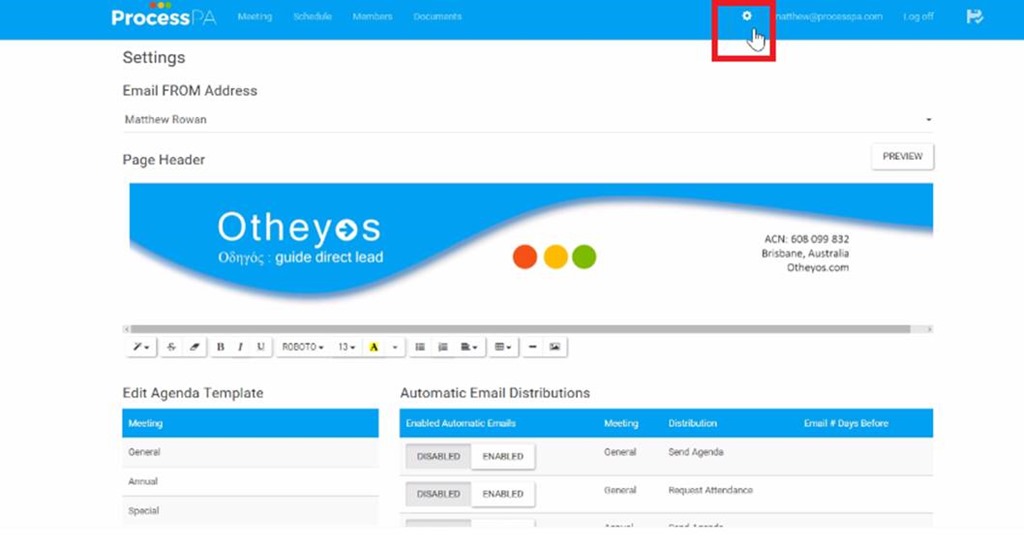 ProcessPA Meeting Schedule Members Documents matthew@processpa.com Log off
Settings
Email FROM Address
Matthew Rowan
Page Header PREVIEW
Otheyos
Οδηγός : guide direct lead
ACN: 608 099 832
Brisbane, Australia
Otheyos.com
B I U ROBOTO 13 A
Edit Agenda Template Automatic Email Distributions
Meeting Enabled Automatic Emails Meeting Distribution Email # Days Before
General DISABLED ENABLED General Send Agenda
Annual
DISABLED ENABLED General Request Attendance
Special
Annual Send Agenda